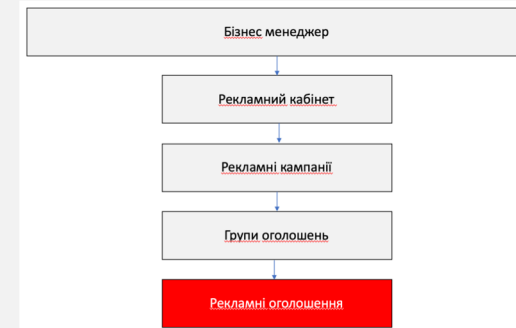 Бізнес менеджер
Рекламний кабінет
Рекламні кампанії
Групи оголошень
Рекламні оголошення